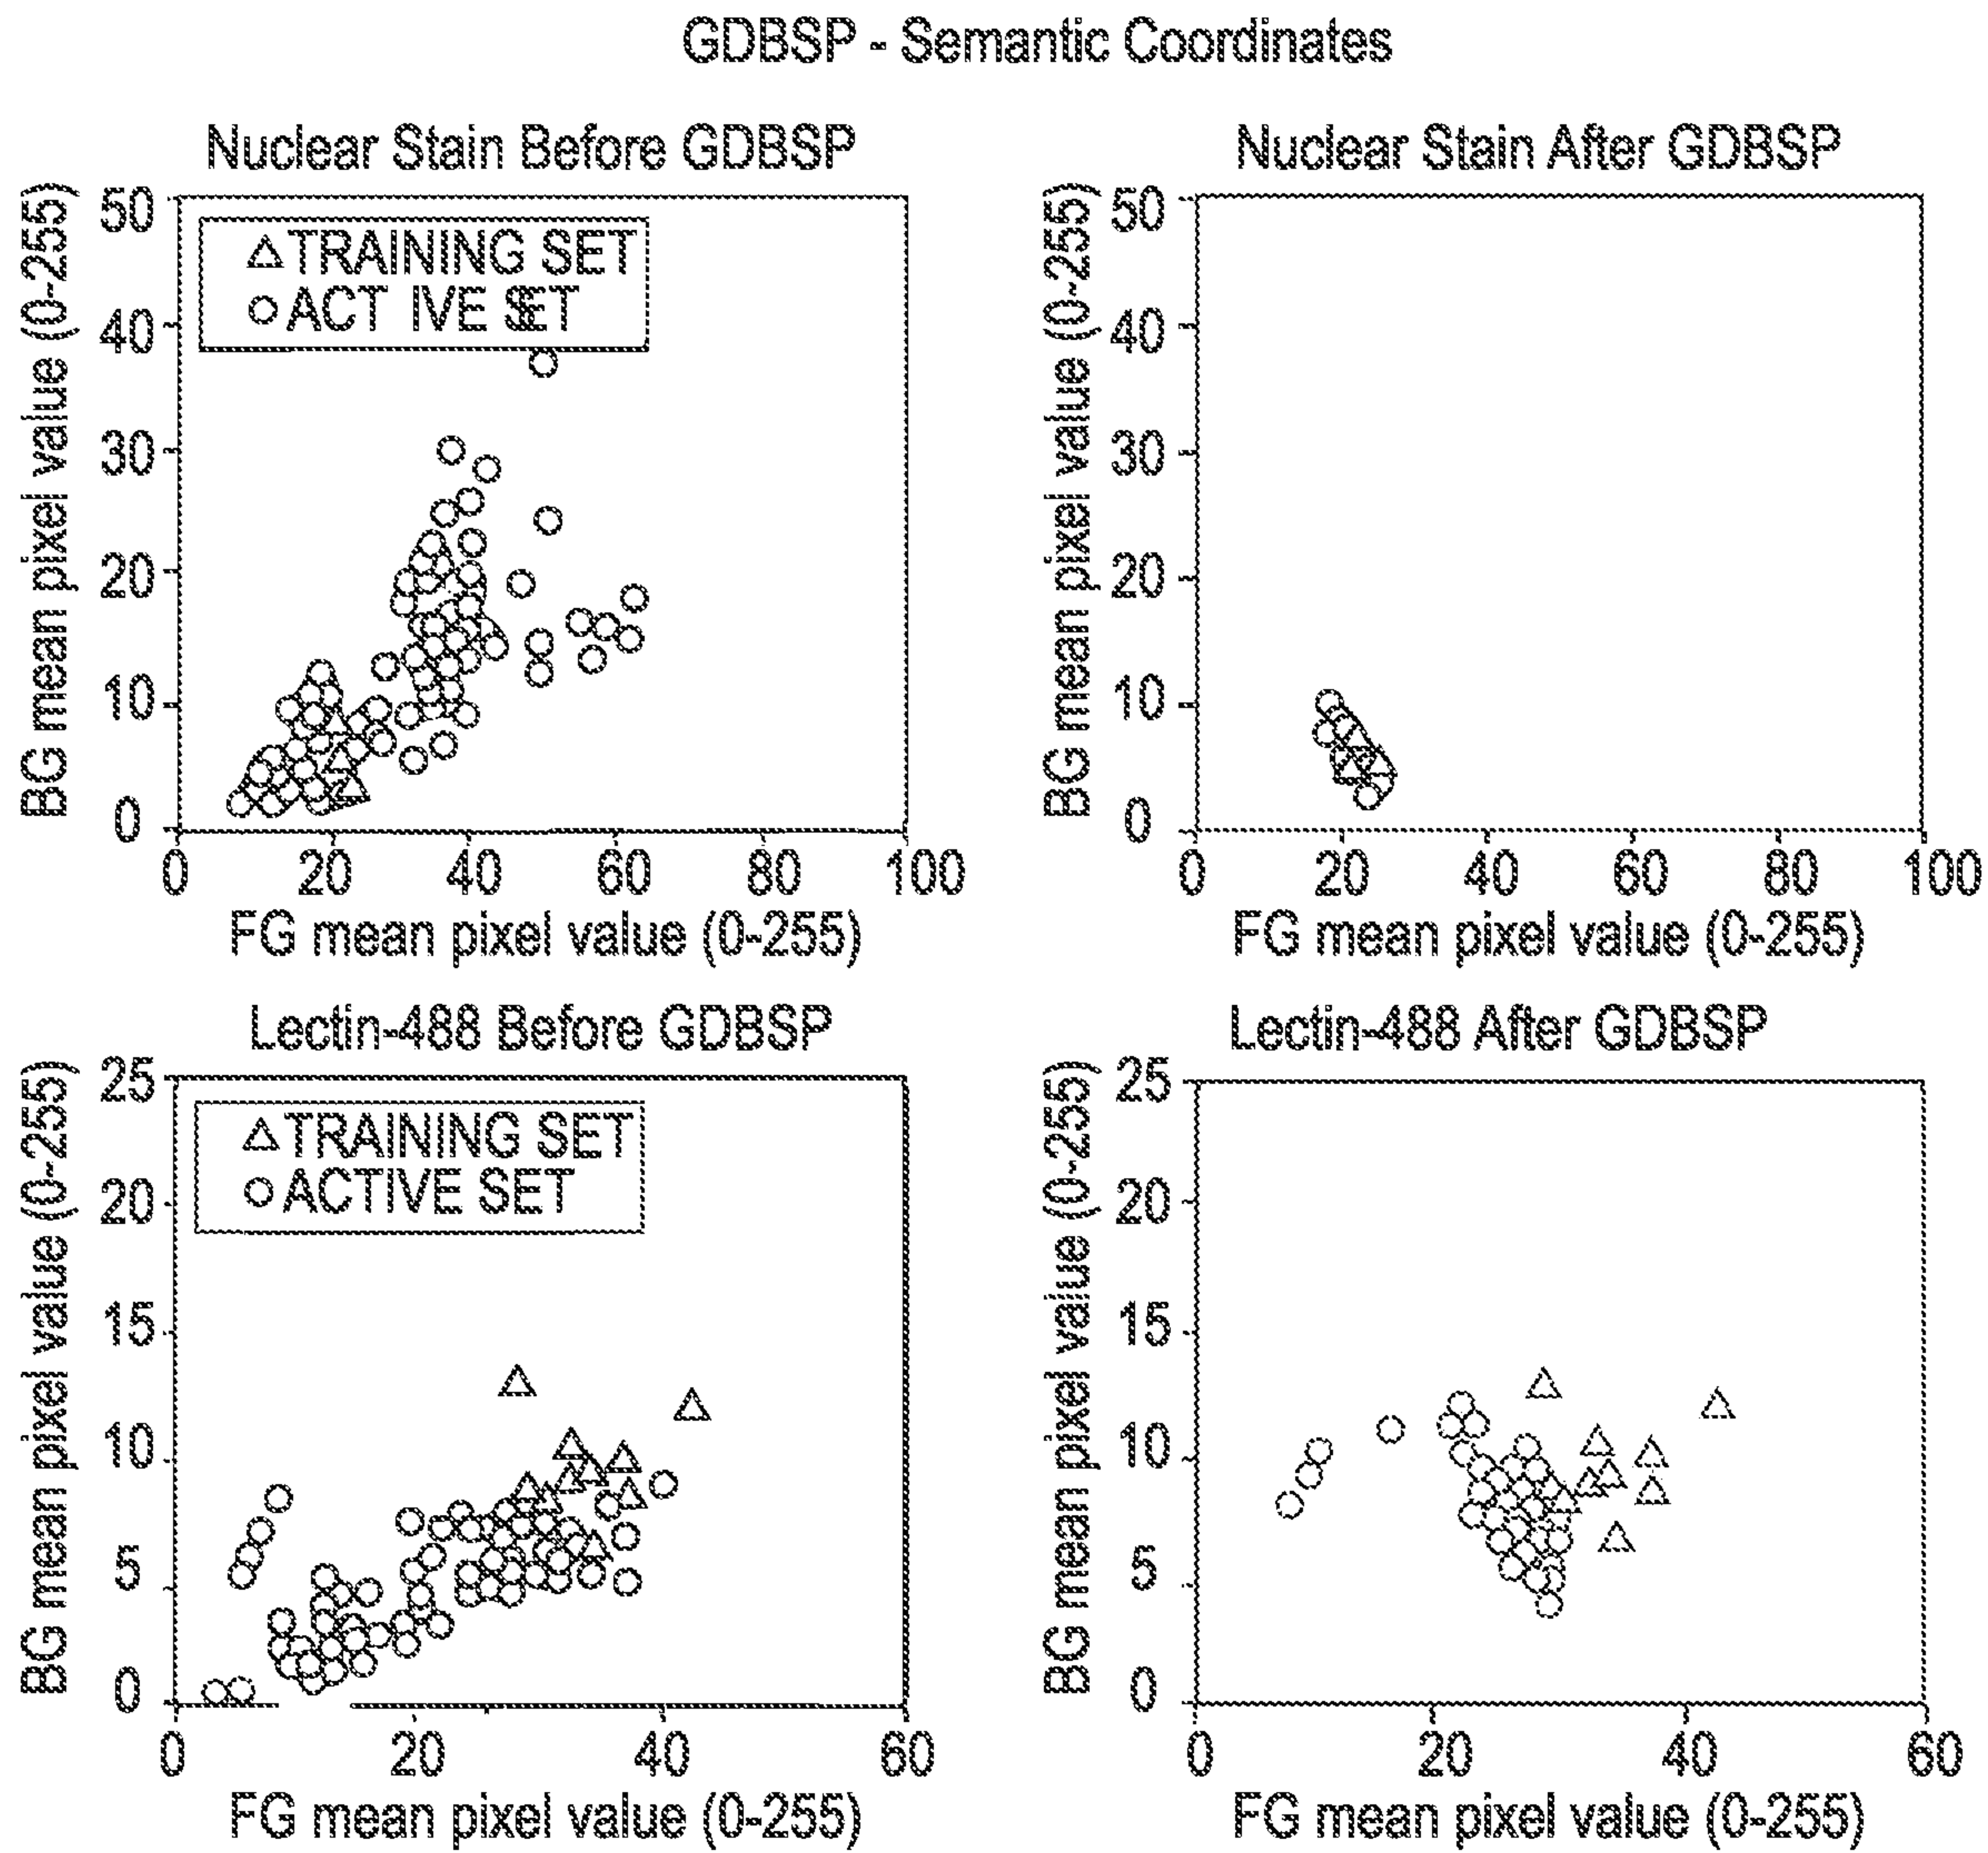 GDBSP - Semantic Coordinates
Nuclear Stain Before GDBSP
BG mean pixel value (0-255)
50
40
30
20
10
0
TRAINING SET
ACT IVE SET
0 20 40 60 80 100
FG mean pixel value (0-255)
Nuclear Stain After GDBSP
BG mean pixel value (0-255)
50
40
30
20
10
0
0 20 40 60 80 100
FG mean pixel value (0-255)
Lectin-488 Before GDBSP
BG mean pixel value (0-255)
25
20
15
10
5
0
TRAINING SET
ACTIVE SET
0 20 40 60
FG mean pixel value (0-255)
Lectin-488 After GDBSP
BG mean pixel value (0-255)
25
20
15
10
5
0
0 20 40 60
FG mean pixel value (0-255)